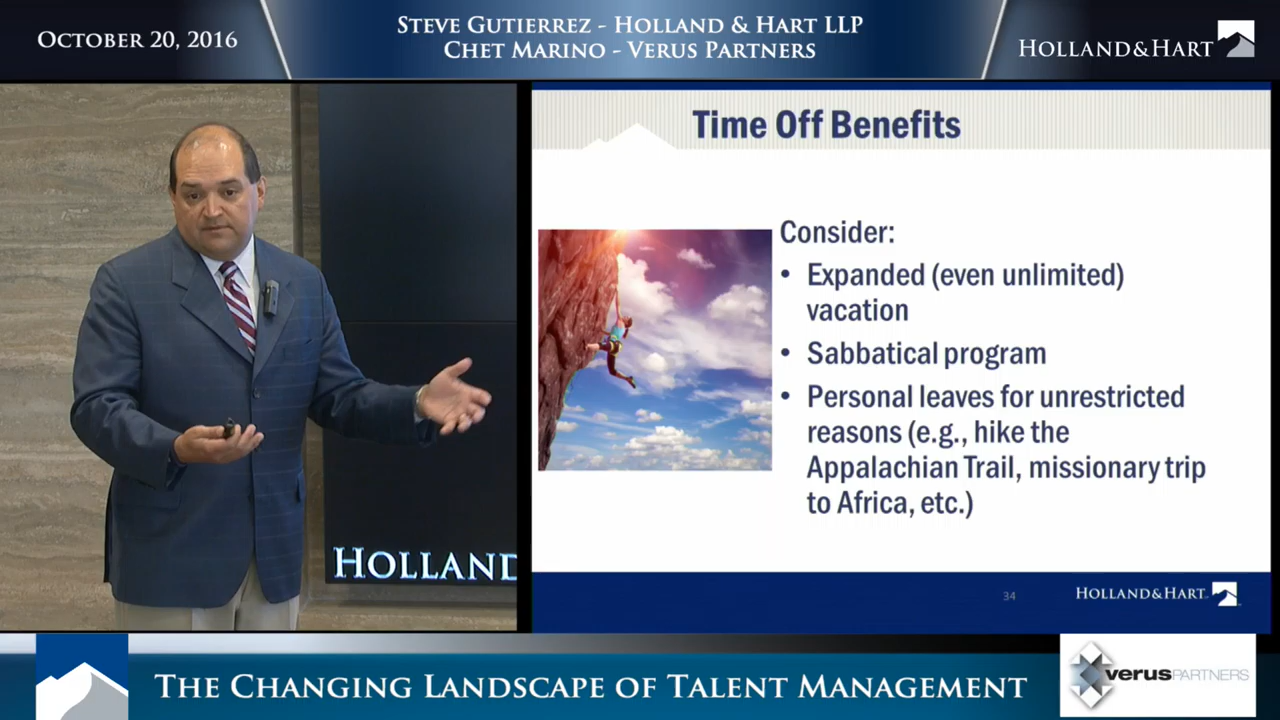 OCTOBER 20, 2016
STEVE GUTIERREZ - HOLLAND & HART LLP
CHET MARINO - VERUS PARTNERS
HOLLAND&HART
Time Off Benefits
Consider:
• Expanded (even unlimited)
vacation
• Sabbatical program
• Personal leaves for unrestricted
reasons (e.g., hike the
Appalachian Trail, missionary trip
to Africa, etc.)
HOLLAND
34
HOLLAND&HART
THE CHANGING LANDSCAPE OF TALENT MANAGEMENT
verusPARTNERS